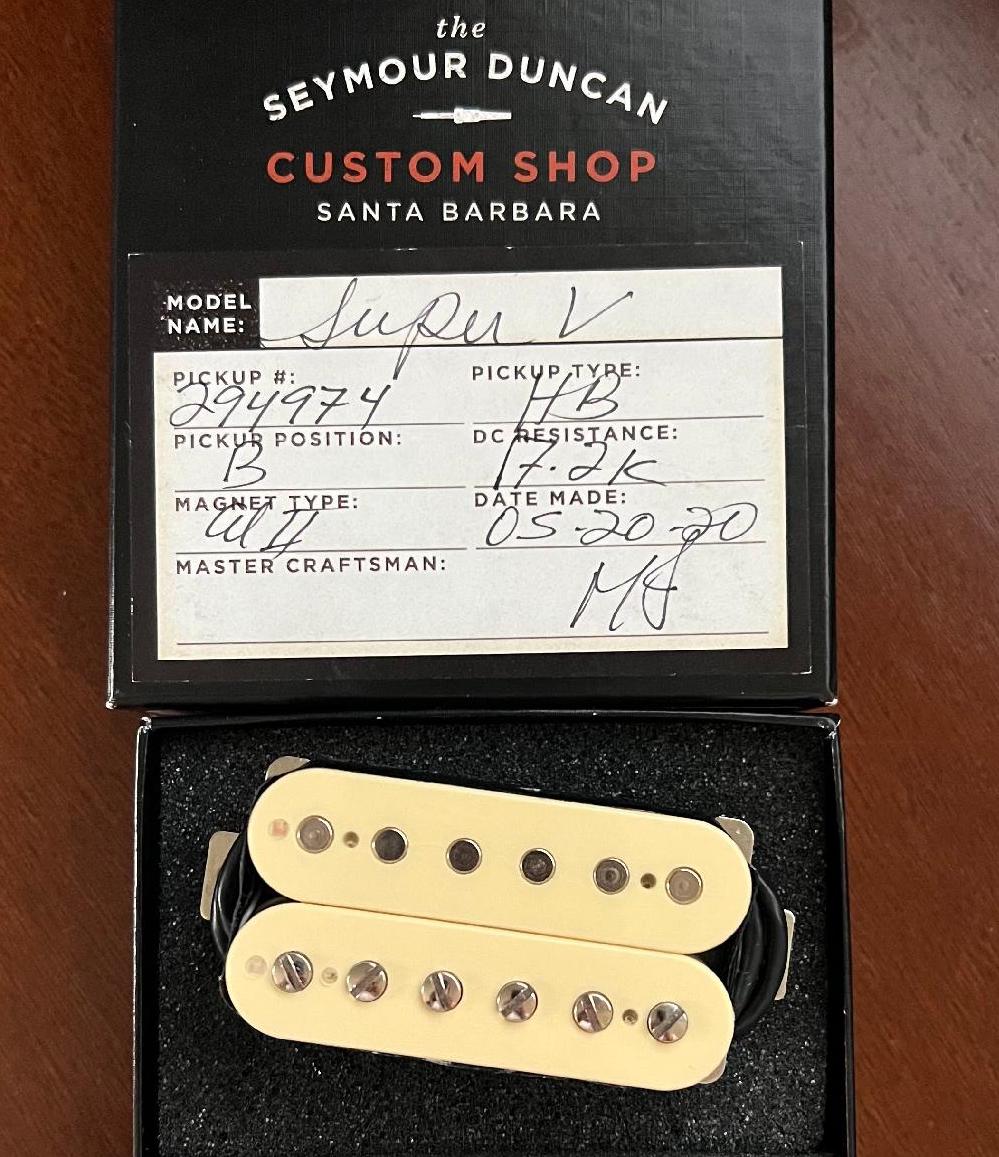 the
SEYMOUR DUNCAN
CUSTOM SHOP
SANTA BARBARA
MODEL NAME: Super V
PICKUP #: 294974
PICKUP TYPE: HB
PICKUP POSITION: B
DC RESISTANCE: 17.2K
MAGNET TYPE:
DATE MADE: 05-20-20
MASTER CRAFTSMAN: MJ